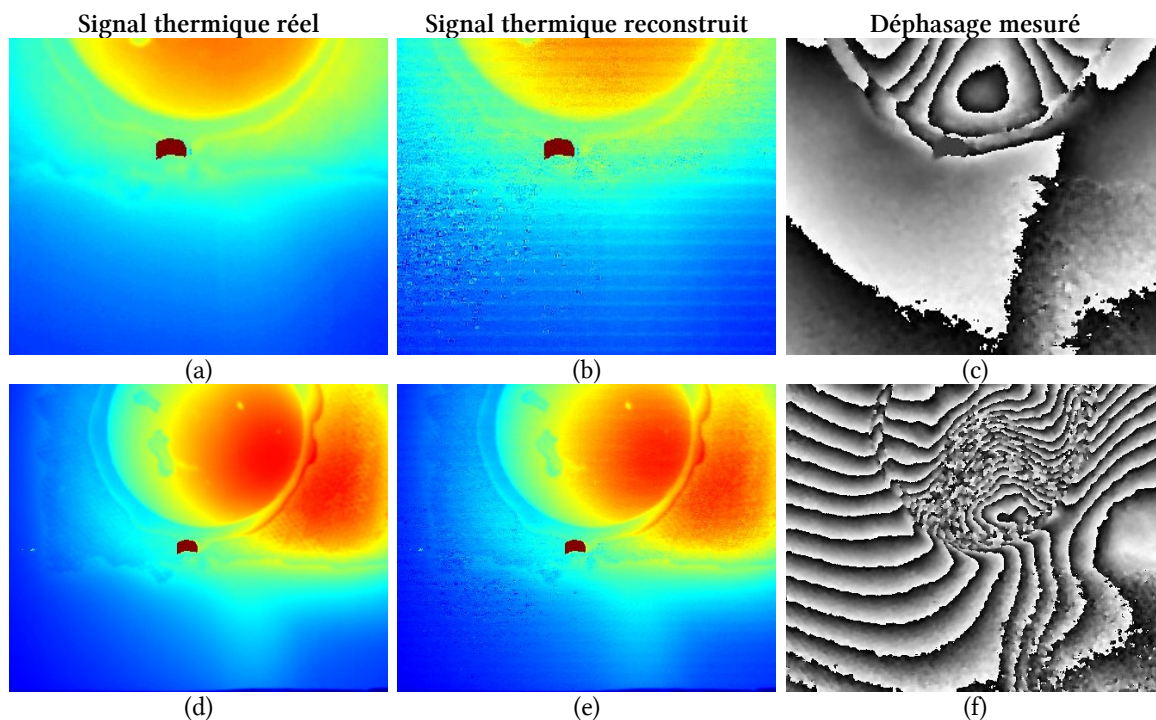 Signal thermique réel
Signal thermique reconstruit
Déphasage mesuré
(a)
(b)
(c)
(d)
(e)
(f)